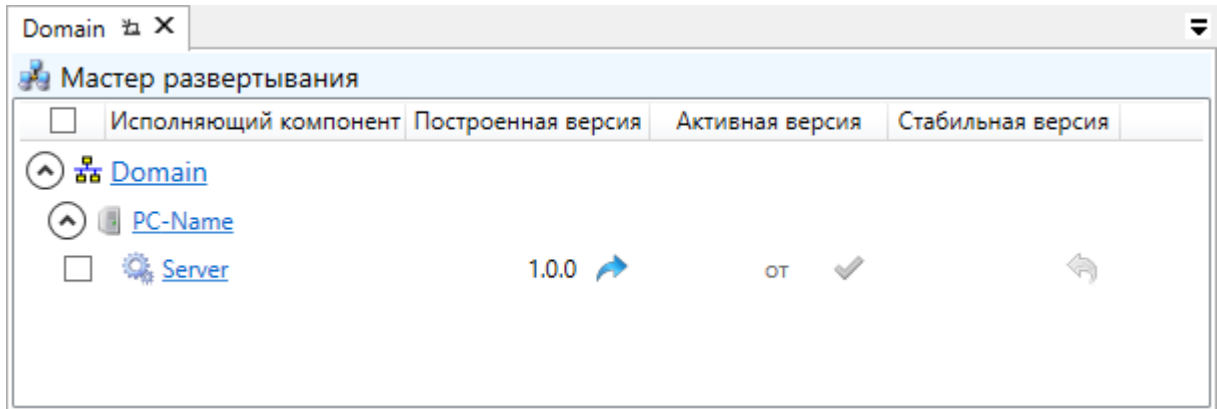 Domain
Мастер развертывания
Исполняющий компонент Построенная версия Активная версия Стабильная версия
Domain
PC-Name
Server 1.0.0 от